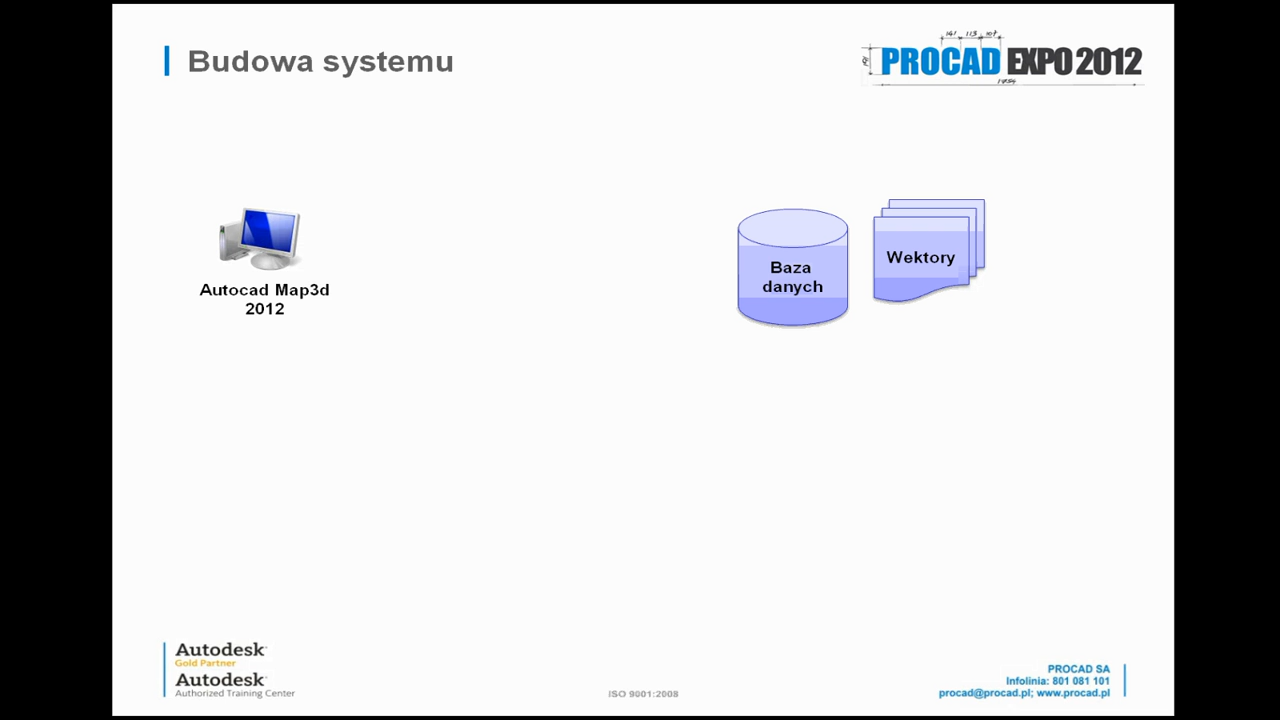 Budowa systemu
PROCAD EXPO 2012
Autocad Map3d
2012
Baza
danych
Wektory
Autodesk
Gold Partner
Autodesk
Authorized Training Center
ISO 9001:2008
PROCAD SA
Infolinia: 801 081 101
procad@procad.pl; www.procad.pl